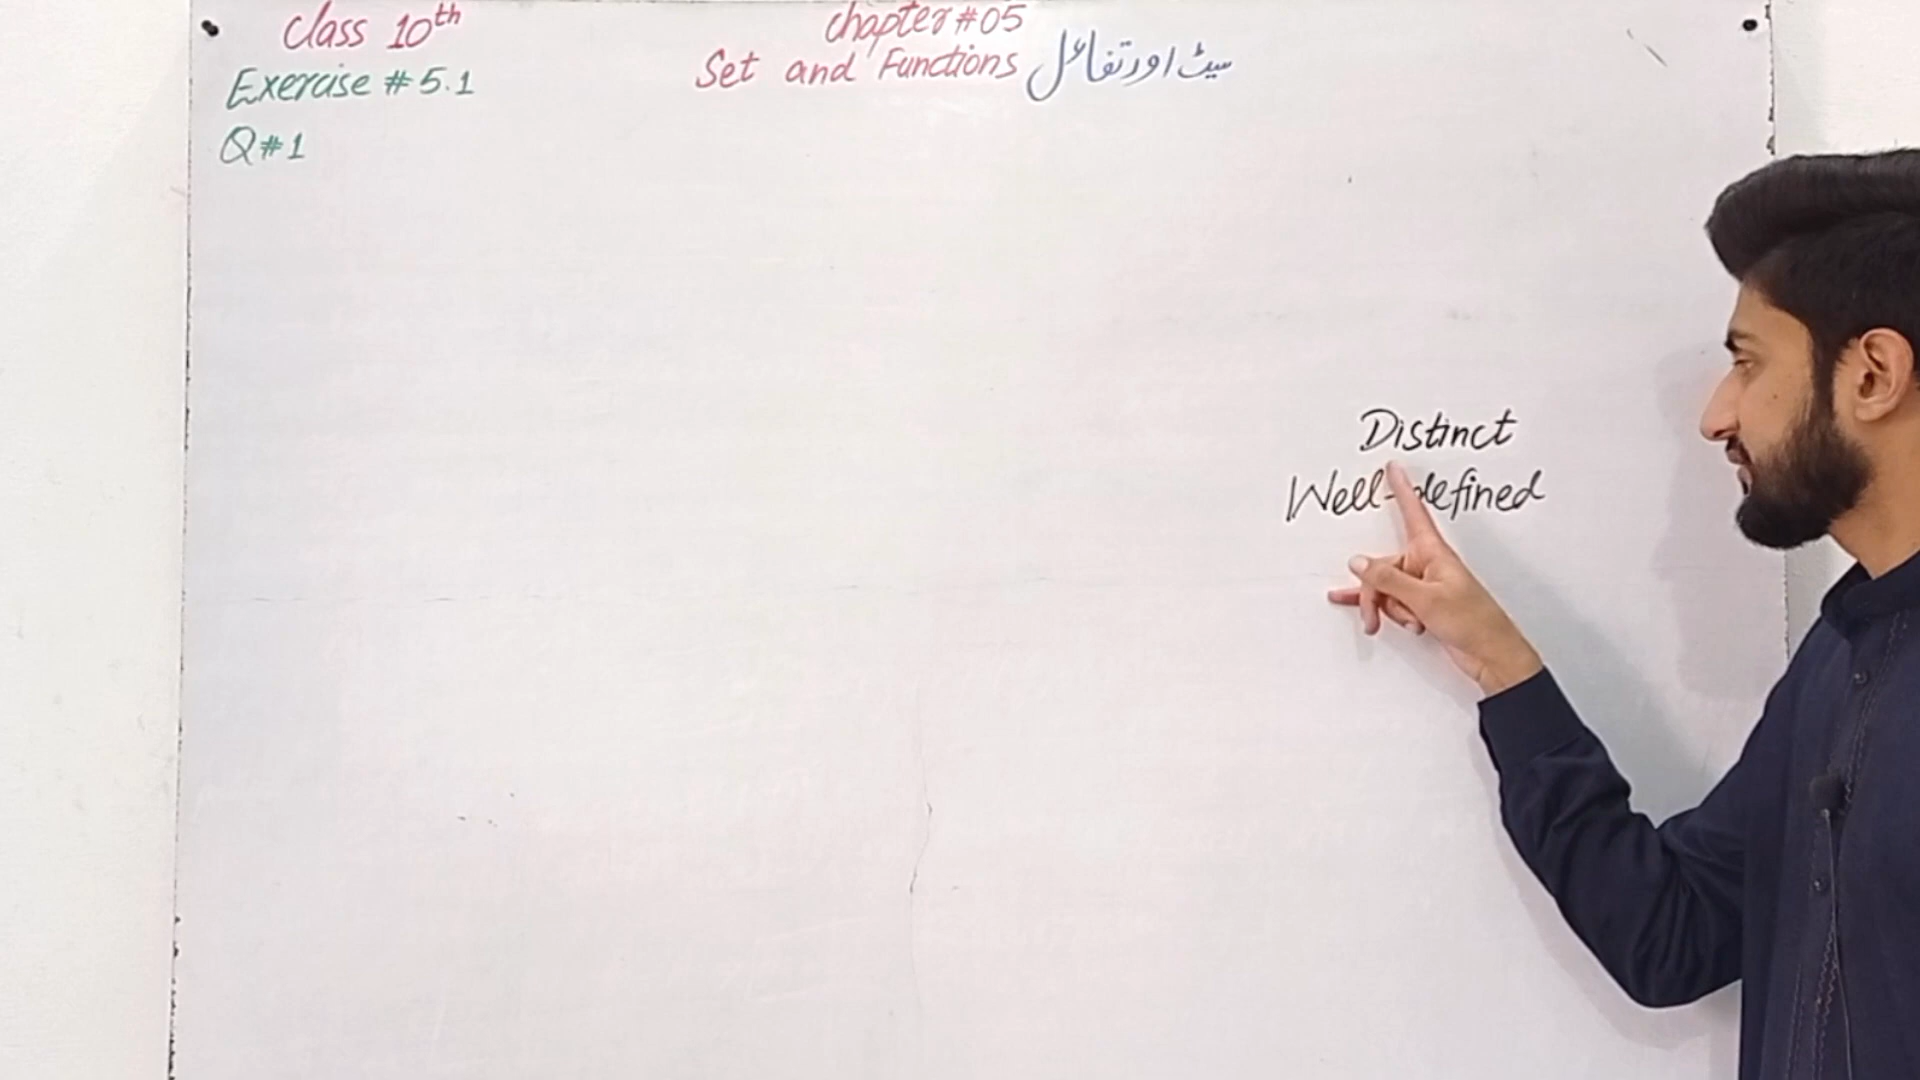 Class 10th
Chapter #05
Exercise #5.1
Set and Functions سیٹ اور تفاعل
Q#1
Distinct
Well-defined